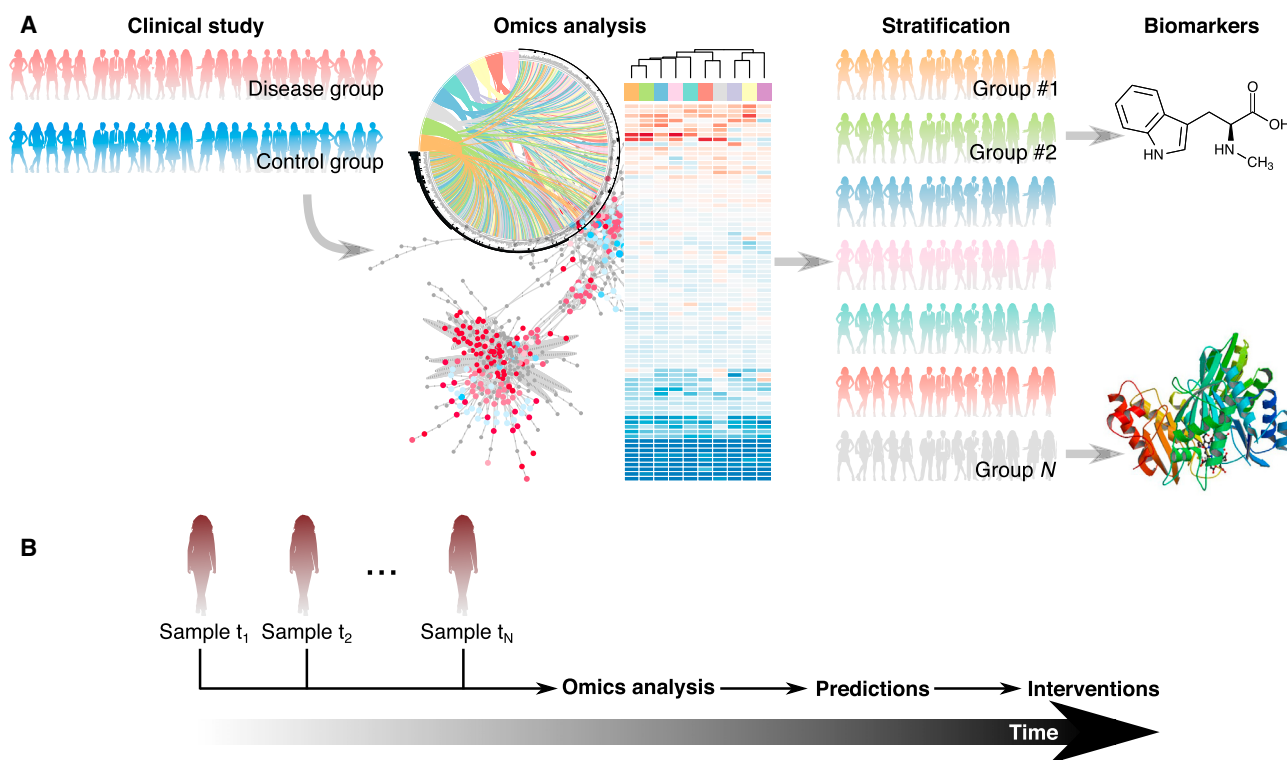 A
Clinical study
Omics analysis
Stratification
Biomarkers
Disease group
Control group
Group #1
Group #2
Group N
O
OH
HN
HN
CH3
B
...
Sample t1
Sample t2
Sample tN
Omics analysis
Predictions
Interventions
Time